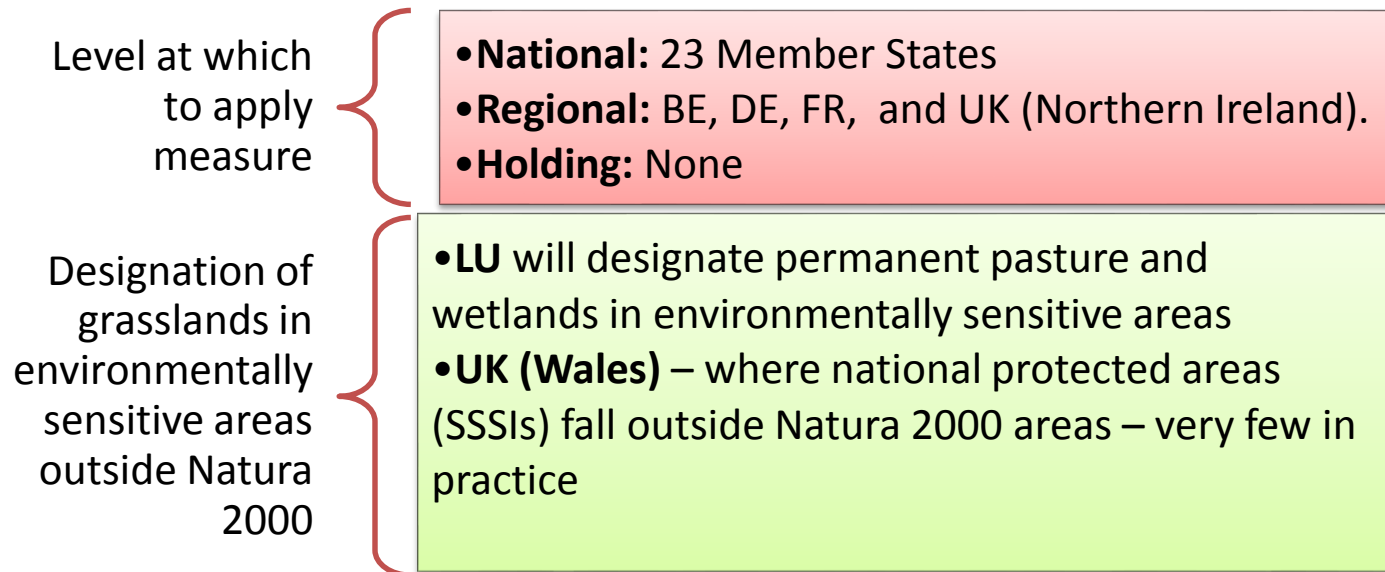 Level at which
to apply
measure
•National: 23 Member States
•Regional: BE, DE, FR,  and UK (Northern Ireland).
•Holding: None
Designation of
grasslands in
environmentally
sensitive areas
outside Natura
2000
•LU will designate permanent pasture and
wetlands in environmentally sensitive areas
•UK (Wales) – where national protected areas
(SSSIs) fall outside Natura 2000 areas – very few in
practice